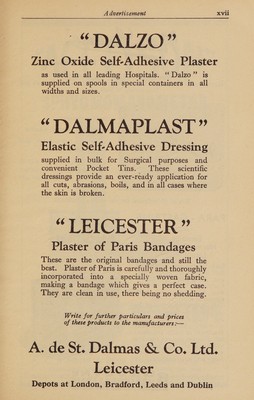 Advertisement xvii
"DALZO"
Zinc Oxide Self-Adhesive Plaster
as used in all leading Hospitals. "Dalzo" is
supplied on spools in special containers in all
widths and sizes.
"DALMAPLAST"
Elastic Self-Adhesive Dressing
supplied in bulk for Surgical purposes and
convenient Pocket Tins. These scientific
dressings provide an ever-ready application for
all cuts, abrasions, boils, and in all cases where
the skin is broken.
"LEICESTER"
Plaster of Paris Bandages
These are the original bandages and still the
best. Plaster of Paris is carefully and thoroughly
incorporated into a specially woven fabric,
making a bandage which gives a perfect case.
They are clean in use, there being no shedding.
Write for further particulars and prices
of these products to the manufacturers:—
A. de St. Dalmas & Co. Ltd.
Leicester
Depots at London, Bradford, Leeds and Dublin